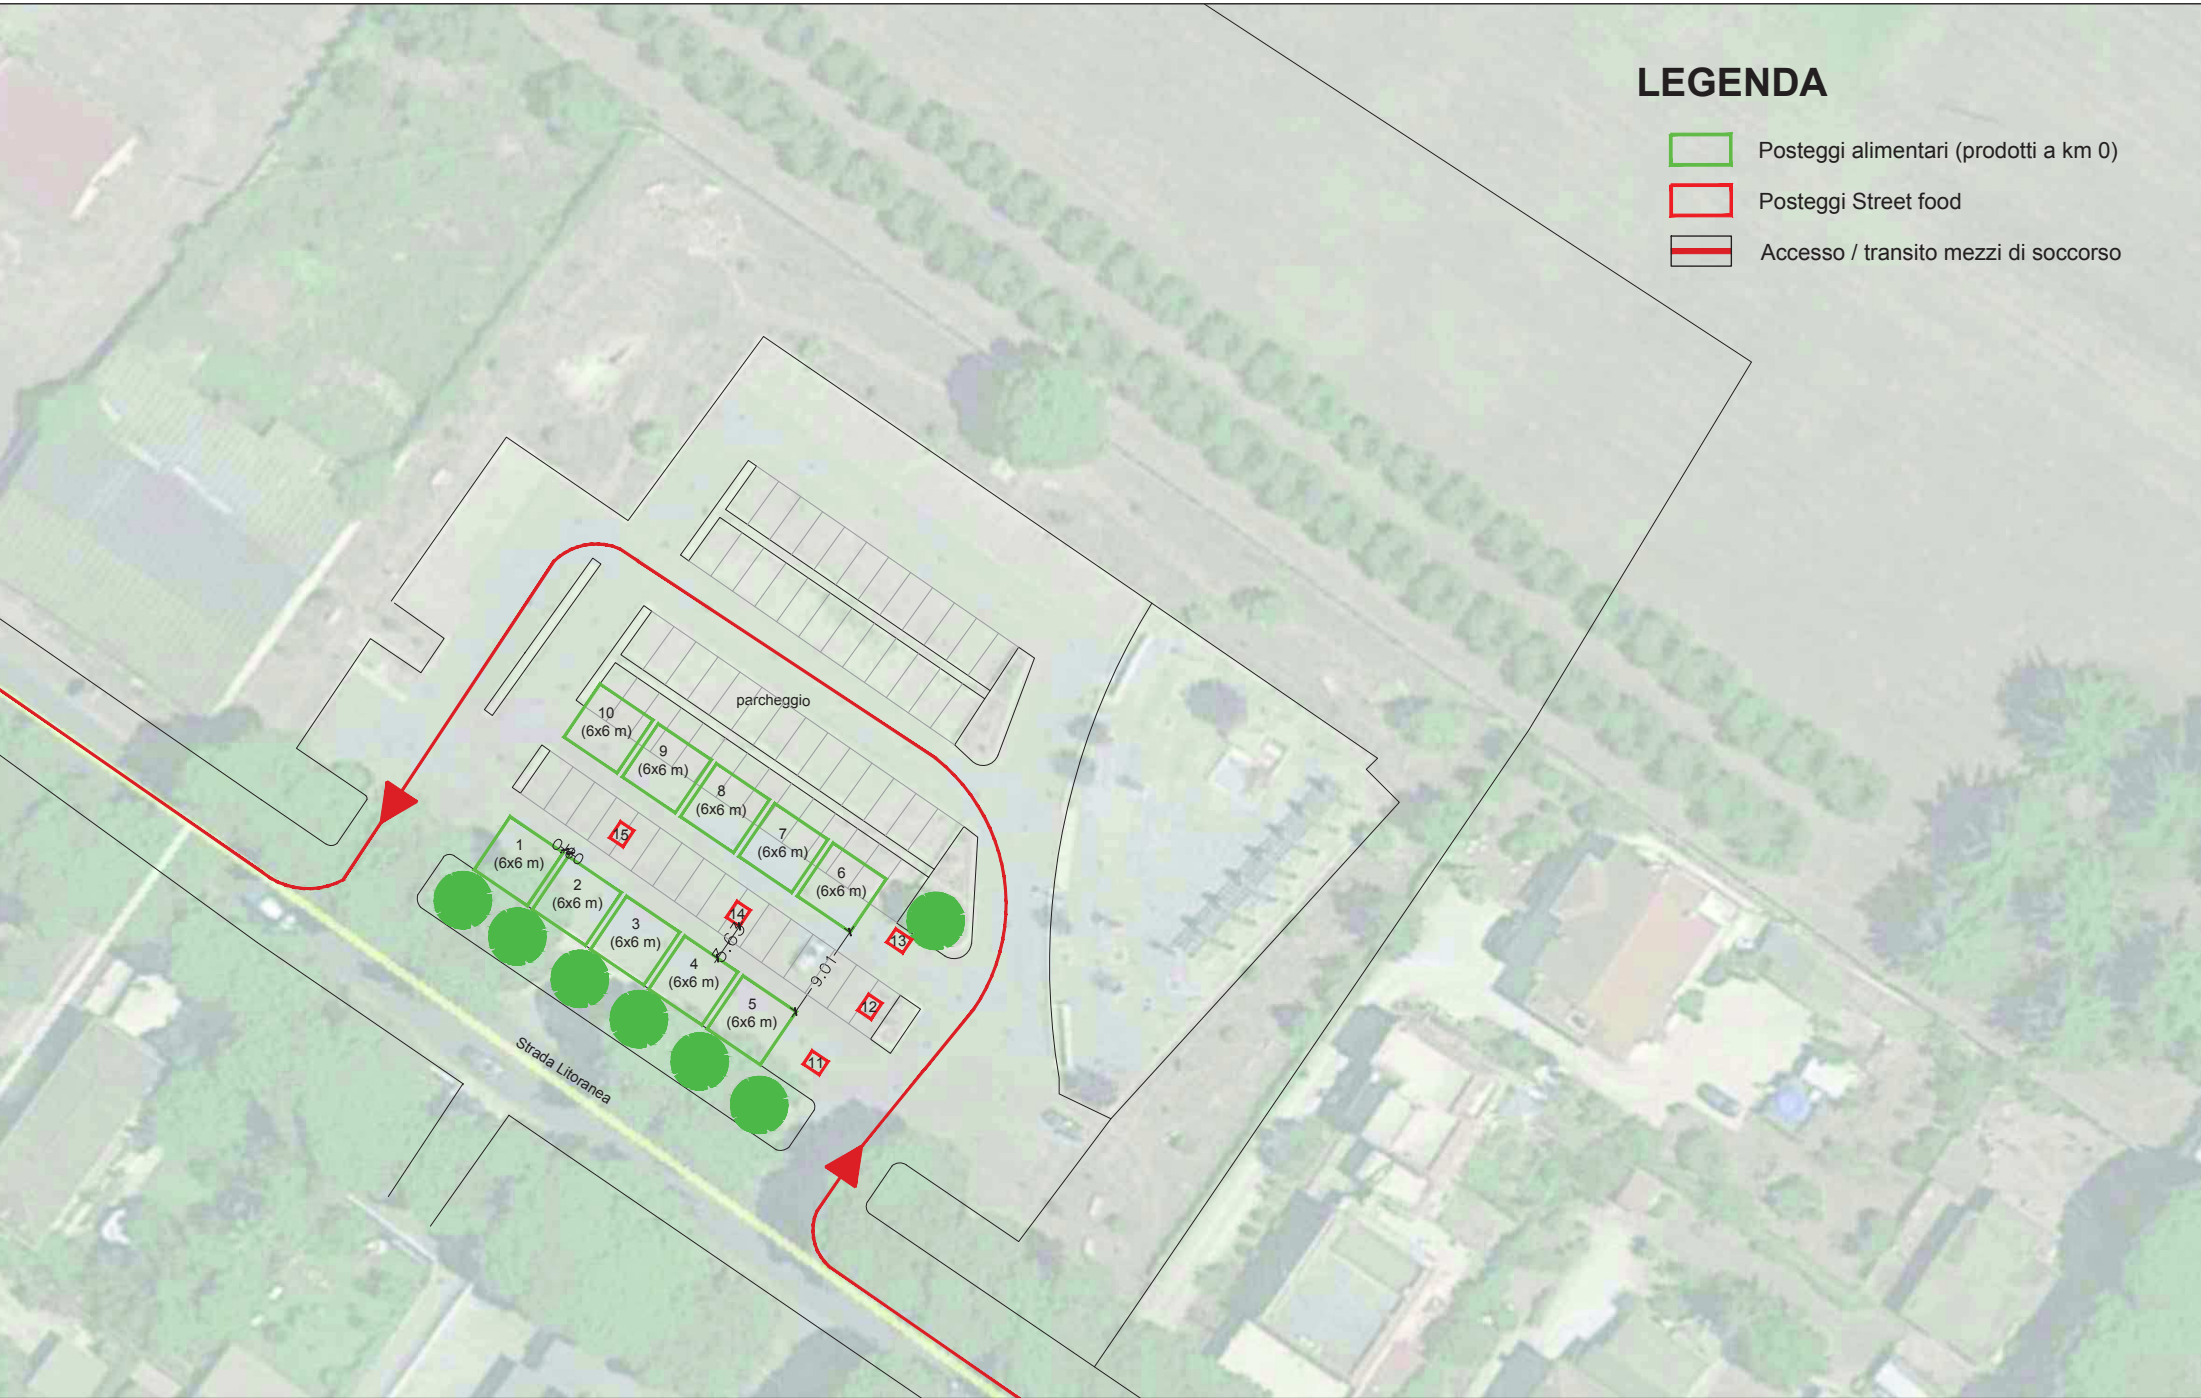 LEGENDA
Posteggi alimentari (prodotti a km 0)
Posteggi Street food
Accesso / transito mezzi di soccorso
parcheggio
10
(6x6 m)
9
(6x6 m)
8
(6x6 m)
7
(6x6 m)
6
(6x6 m)
15
1
(6x6 m)
2
(6x6 m)
3
(6x6 m)
4
(6x6 m)
5
(6x6 m)
14
13
9.01
12
11
Strada Litoranea